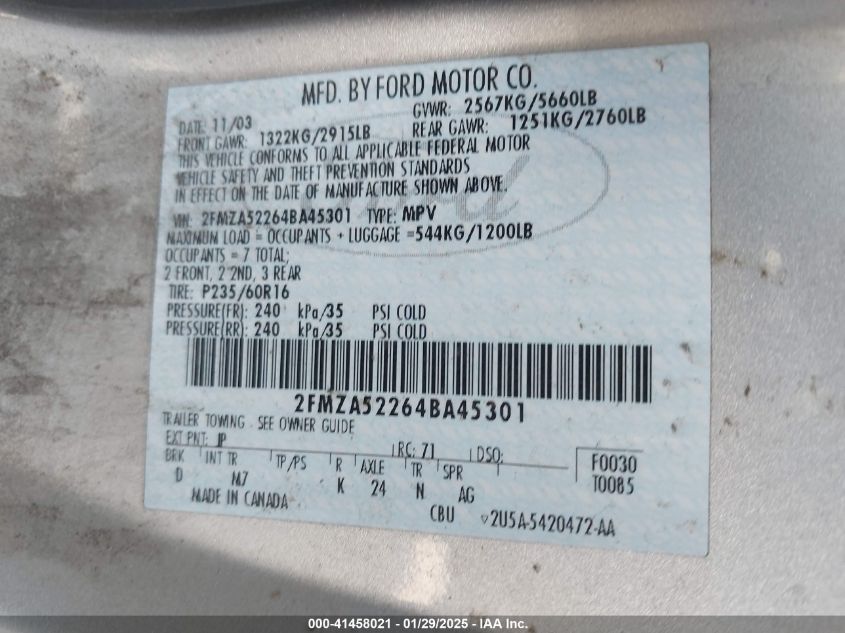 MFD. BY FORD MOTOR CO.
DATE: 11/03 GVWR: 2567KG/5660LB
FRONT GAWR: 1322KG/2915LB REAR GAWR: 1251KG/2760LB
THIS VEHICLE CONFORMS TO ALL APPLICABLE FEDERAL MOTOR
VEHICLE SAFETY AND THEFT PREVENTION STANDARDS
IN EFFECT ON THE DATE OF MANUFACTURE SHOWN ABOVE.
VIN: 2FMZA52264BA45301 TYPE: MPV
MAXIMUM LOAD = OCCUPANTS + LUGGAGE =544KG/1200LB
OCCUPANTS = 7 TOTAL;
2 FRONT, 2 2ND, 3 REAR
TIRE: P235/60R16
PRESSURE(FR): 240 kPa/35 PSI COLD
PRESSURE(RR): 240 kPa/35 PSI COLD
2FMZA52264BA45301
TRAILER TOWING - SEE OWNER GUIDE
EXT PNT: JP RC: 71 DSO: F0030
BRK INT TR TP/PS R AXLE TR SPR T0085
D M7 K 24 N AG
MADE IN CANADA CBU 2U5A-5420472-AA
000-41458021 - 01/29/2025 - IAA Inc.